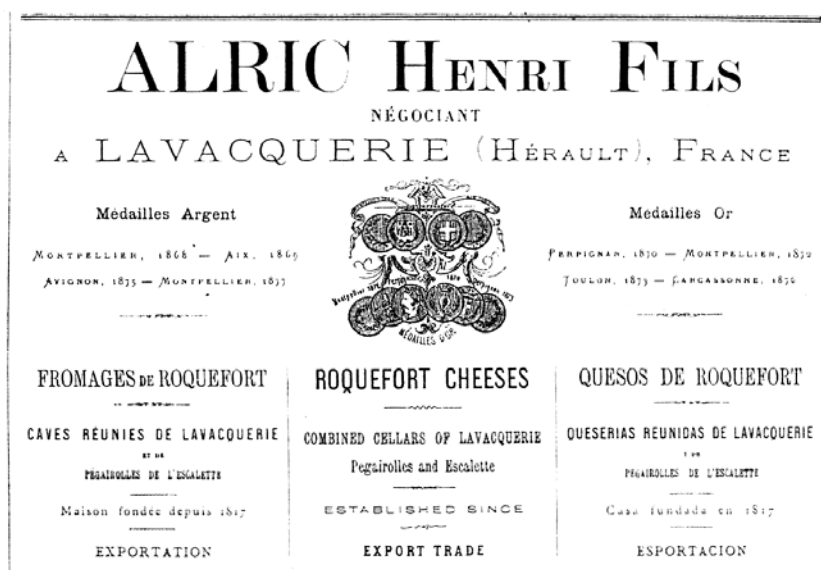 ALRIC HENRI FILS
NÉGOCIANT
A LAVACQUERIE (HÉRAULT), FRANCE
Médailles Argent
MONTPELLIER, 1868 — AIX, 1869
AVIGNON, 1875 — MONTPELLIER, 1877
Médailles Or
PERPIGNAN, 1870 — MONTPELLIER, 1872
TOULON, 1873 — CARCASSONNE, 1876
MÉDAILLES D'OR
FROMAGES DE ROQUEFORT
CAVES RÉUNIES DE LAVACQUERIE
ET DE
PÉGAIROLLES DE L'ESCALETTE
Maison fondée depuis 1817
EXPORTATION
ROQUEFORT CHEESES
COMBINED CELLARS OF LAVACQUERIE
Pegairolles and Escalette
ESTABLISHED SINCE
EXPORT TRADE
QUESOS DE ROQUEFORT
QUESERIAS REUNIDAS DE LAVACQUERIE
Y DE
PÉGAIROLLES DE L'ESCALETTE
Casa fundada en 1817
ESPORTACION